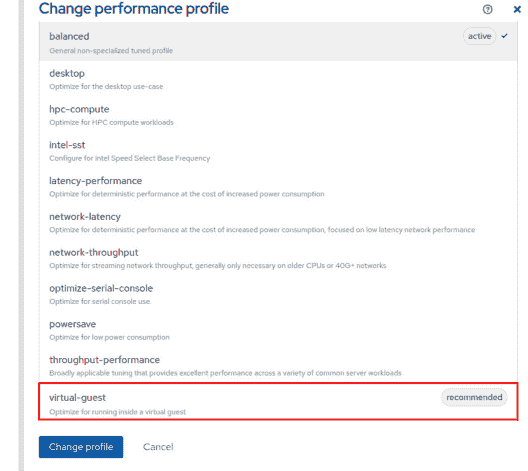 Change performance profile
balanced
active
General non-specialized tuned profile
desktop
Optimize for the desktop use-case
hpc-compute
Optimize for HPC compute workloads
intel-sst
Configure for Intel Speed Select Base Frequency
latency-performance
Optimize for deterministic performance at the cost of increased power consumption
network-latency
Optimize for deterministic performance at the cost of increased power consumption, focused on low latency network performance
network-throughput
Optimize for streaming network throughput, generally only necessary on older CPUs or 40G+ networks
optimize-serial-console
Optimize for serial console use.
powersave
Optimize for low power consumption
throughput-performance
Broadly applicable tuning that provides excellent performance across a variety of common server workloads
virtual-guest
recommended
Optimize for running inside a virtual guest
Change profile
Cancel